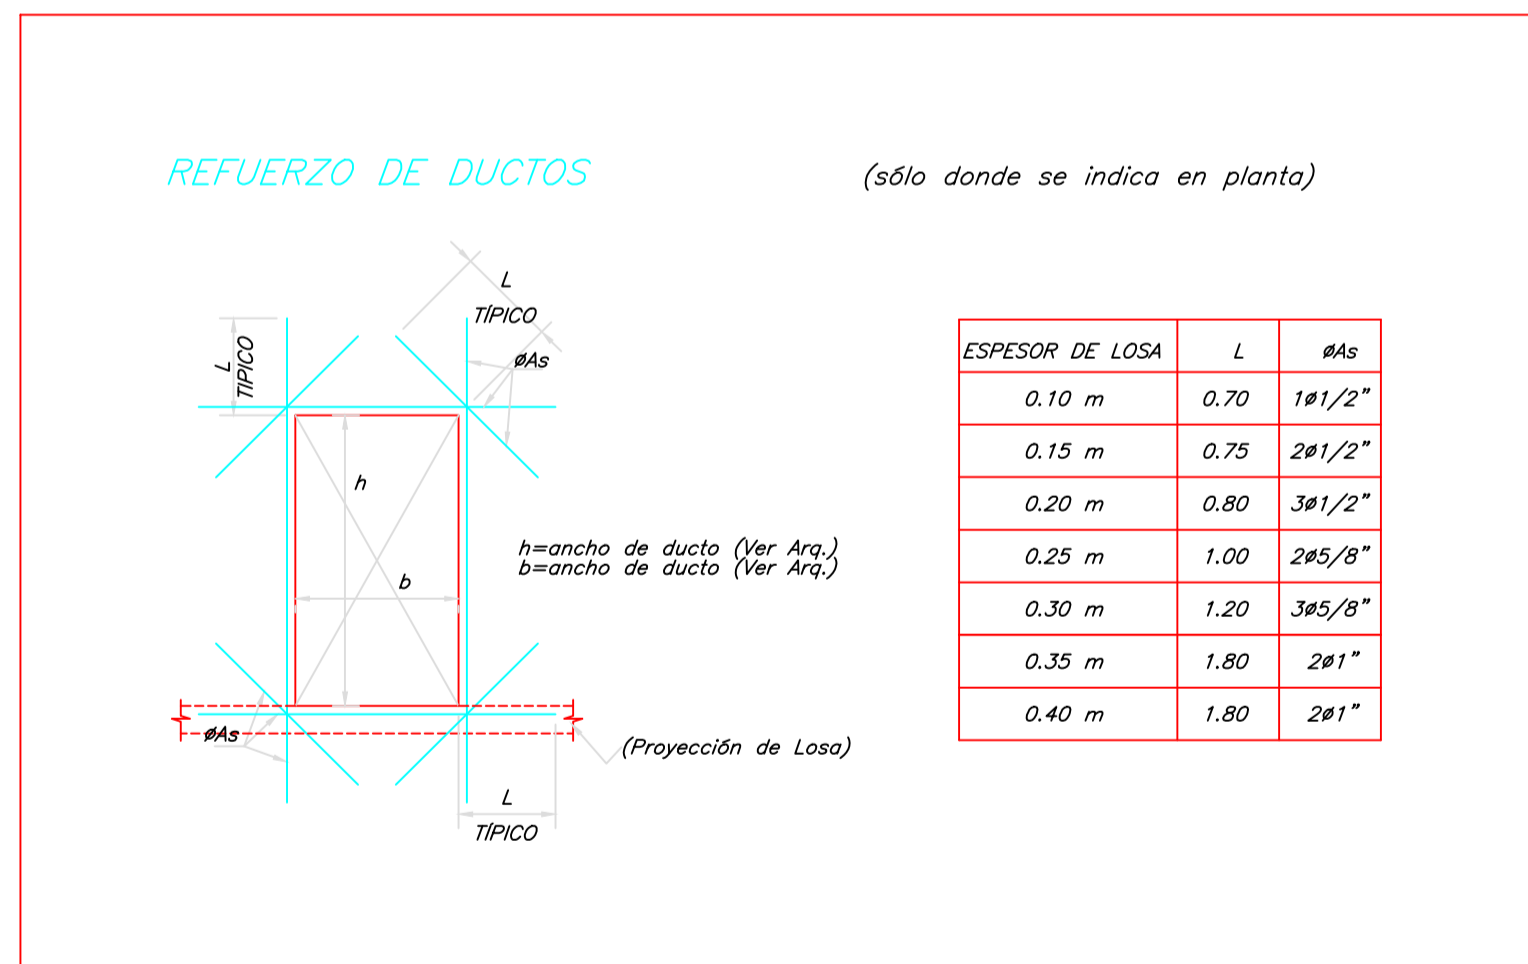 REFUERZO DE DUCTOS
(sólo donde se indica en planta)
L
TÍPICO
L
TIPICO
øAs
h
b
h=ancho de ducto (Ver Arq.)
b=ancho de ducto (Ver Arq.)
øAs
(Proyección de Losa)
L
TÍPICO
ESPESOR DE LOSA L øAs
0.10 m 0.70 1ø1/2"
0.15 m 0.75 2ø1/2"
0.20 m 0.80 3ø1/2"
0.25 m 1.00 2ø5/8"
0.30 m 1.20 3ø5/8"
0.35 m 1.80 2ø1"
0.40 m 1.80 2ø1"